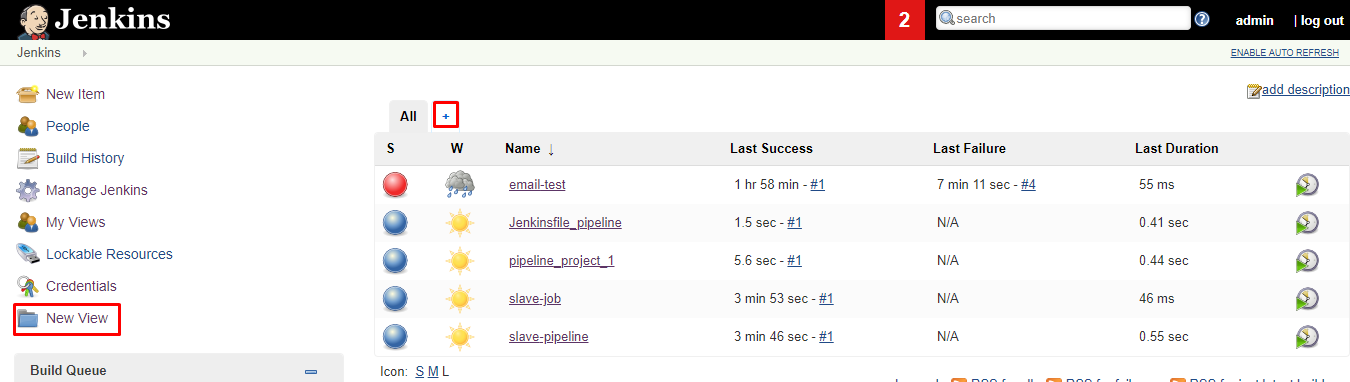 Jenkins
2
search
admin
| log out
Jenkins
ENABLE AUTO REFRESH
New Item
People
Build History
Manage Jenkins
My Views
Lockable Resources
Credentials
New View
Build Queue
add description
All +
S W Name ↓ Last Success Last Failure Last Duration
email-test 1 hr 58 min - #1 7 min 11 sec - #4 55 ms
Jenkinsfile_pipeline 1.5 sec - #1 N/A 0.41 sec
pipeline_project_1 5.6 sec - #1 N/A 0.44 sec
slave-job 3 min 53 sec - #1 N/A 46 ms
slave-pipeline 3 min 46 sec - #1 N/A 0.55 sec
Icon: S M L